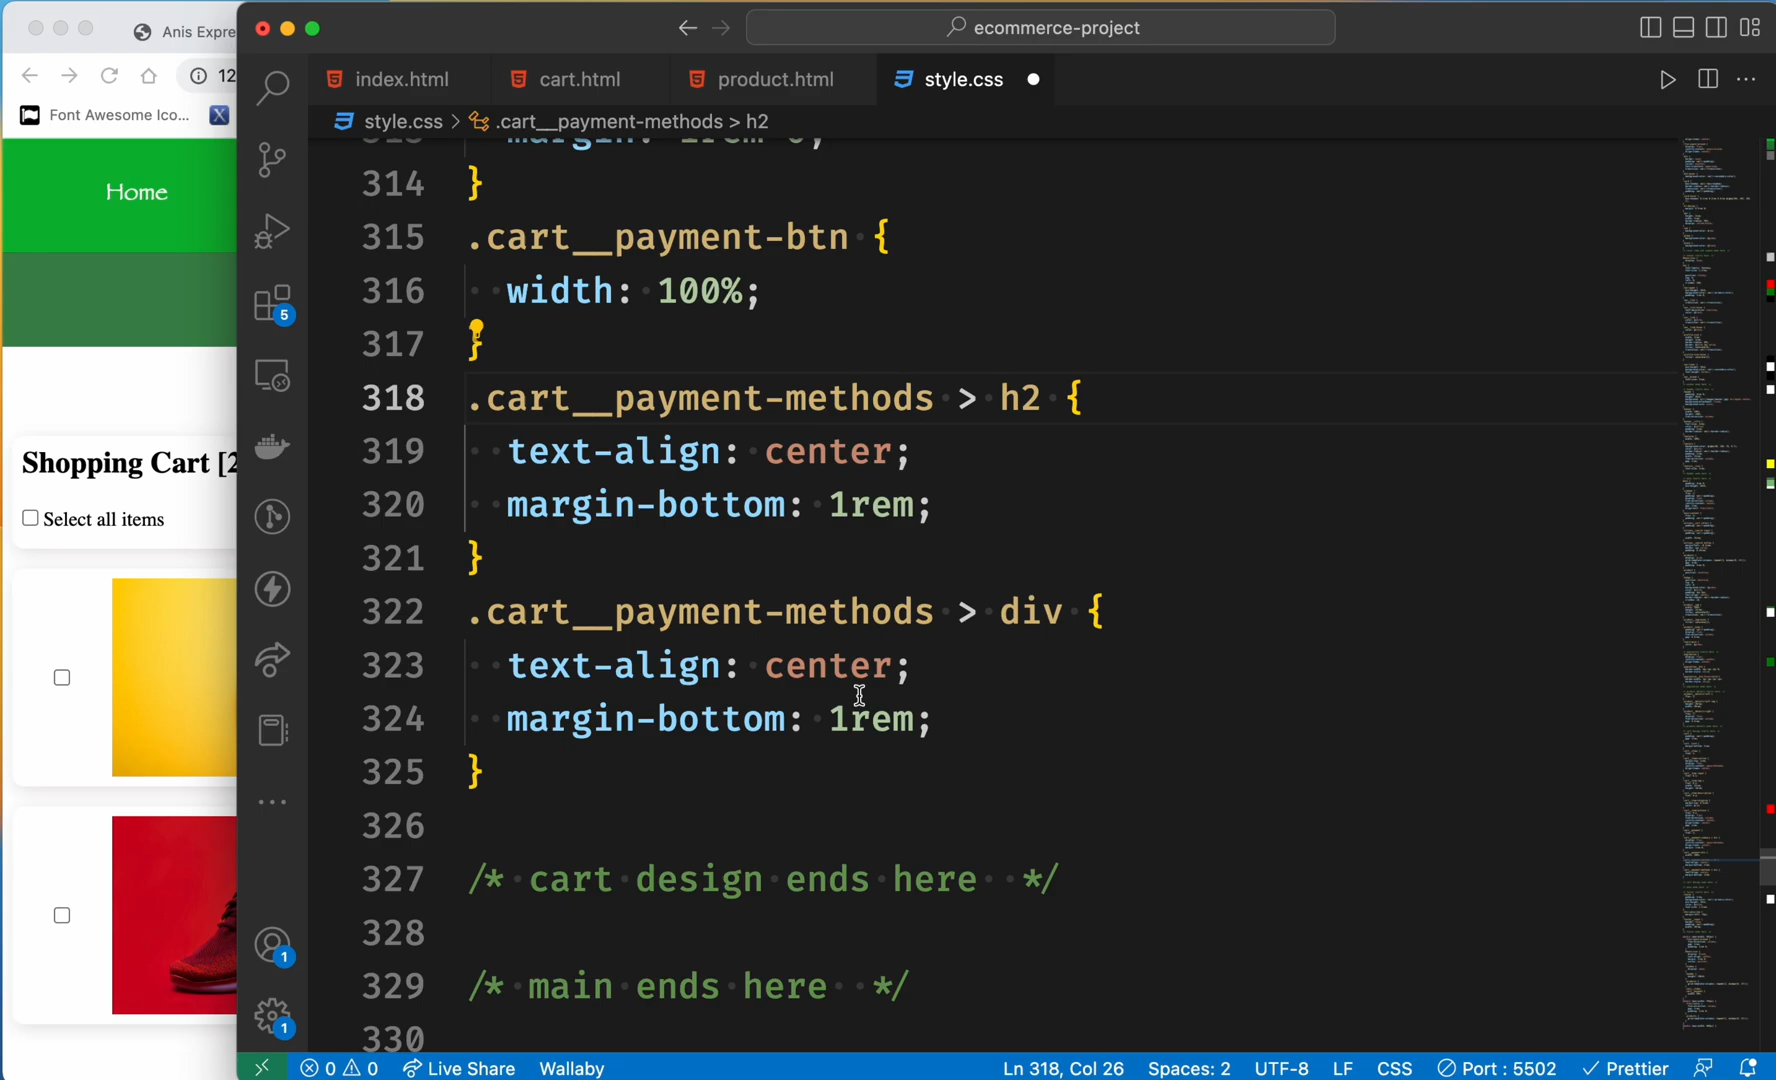 Anis Expre
ecommerce-project
12
index.html
cart.html
product.html
style.css
Font Awesome Ico...
X
style.css > .cart__payment-methods > h2
margin: 1rem 0;
314 }
315 .cart__payment-btn {
316 width: 100%;
317 }
318 .cart__payment-methods > h2 {
319 text-align: center;
320 margin-bottom: 1rem;
321 }
322 .cart__payment-methods > div {
323 text-align: center;
324 margin-bottom: 1rem;
325 }
326
327 /* cart design ends here */
328
329 /* main ends here */
330
Home
Shopping Cart [2
Select all items
5
1
1
0 0 Live Share Wallaby Ln 318, Col 26 Spaces: 2 UTF-8 LF CSS Port : 5502 Prettier